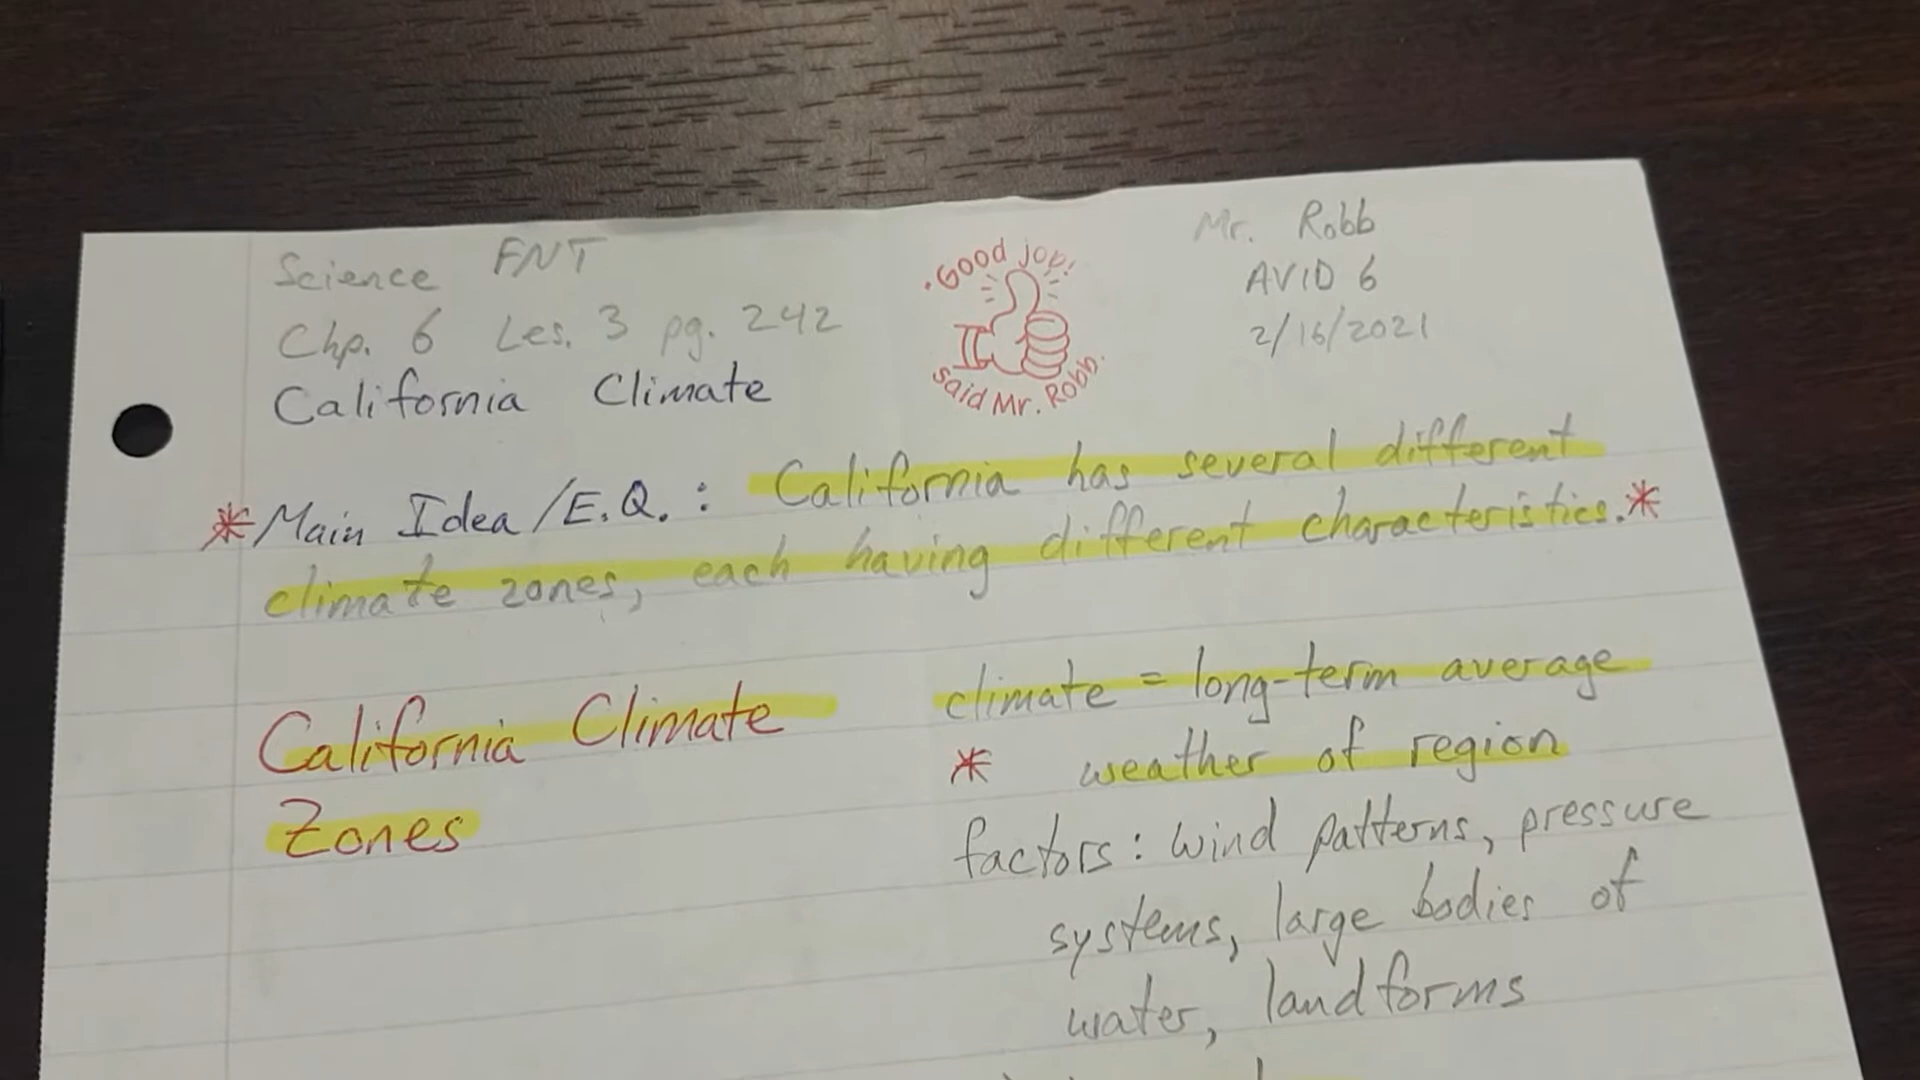 Science FNT
Chp. 6 Les. 3 pg. 242
California Climate
Good job!
said Mr. Robb.
Mr. Robb
AVID 6
2/16/2021
*Main Idea/E.Q.: California has several different
climate zones, each having different characteristics.*
California Climate
Zones
climate = long-term average
* weather of region
factors: wind patterns, pressure
systems, large bodies of
water, landforms